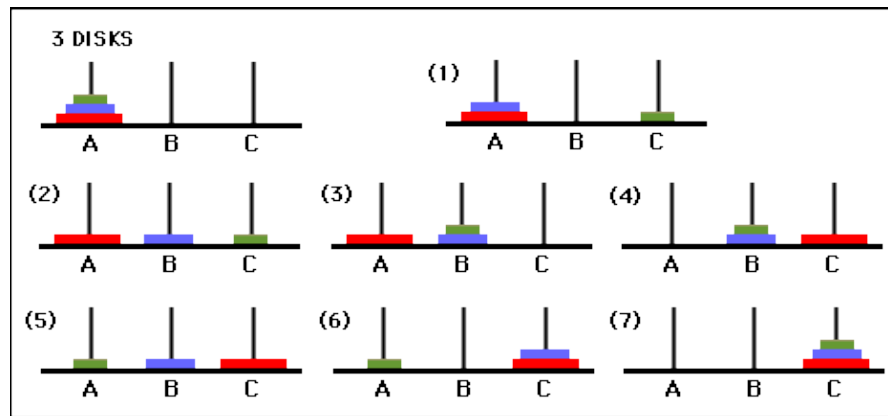 3 DISKS
A B C
(1)
A B C
(2)
A B C
(3)
A B C
(4)
A B C
(5)
A B C
(6)
A B C
(7)
A B C